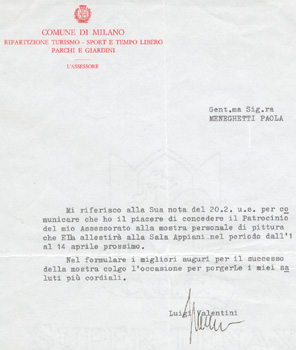 COMUNE DI MILANO
RIPARTIZIONE TURISMO - SPORT E TEMPO LIBERO
PARCHI E GIARDINI
L'ASSESSORE
Gent.ma Sig.ra
MENEGHETTI PAOLA
Mi riferisco alla Sua nota del 20.2. u.s. per co
municare che ho il piacere di concedere il Patrocinio
del mio Assessorato alla mostra personale di pittura
che Ella allestirà alla Sala Appiani nel periodo dall'1
al 14 aprile prossimo.
Nel formulare i migliori auguri per il successo
della mostra colgo l'occasione per porgerLe i miei sa
luti più cordiali.
Luigi Valentini